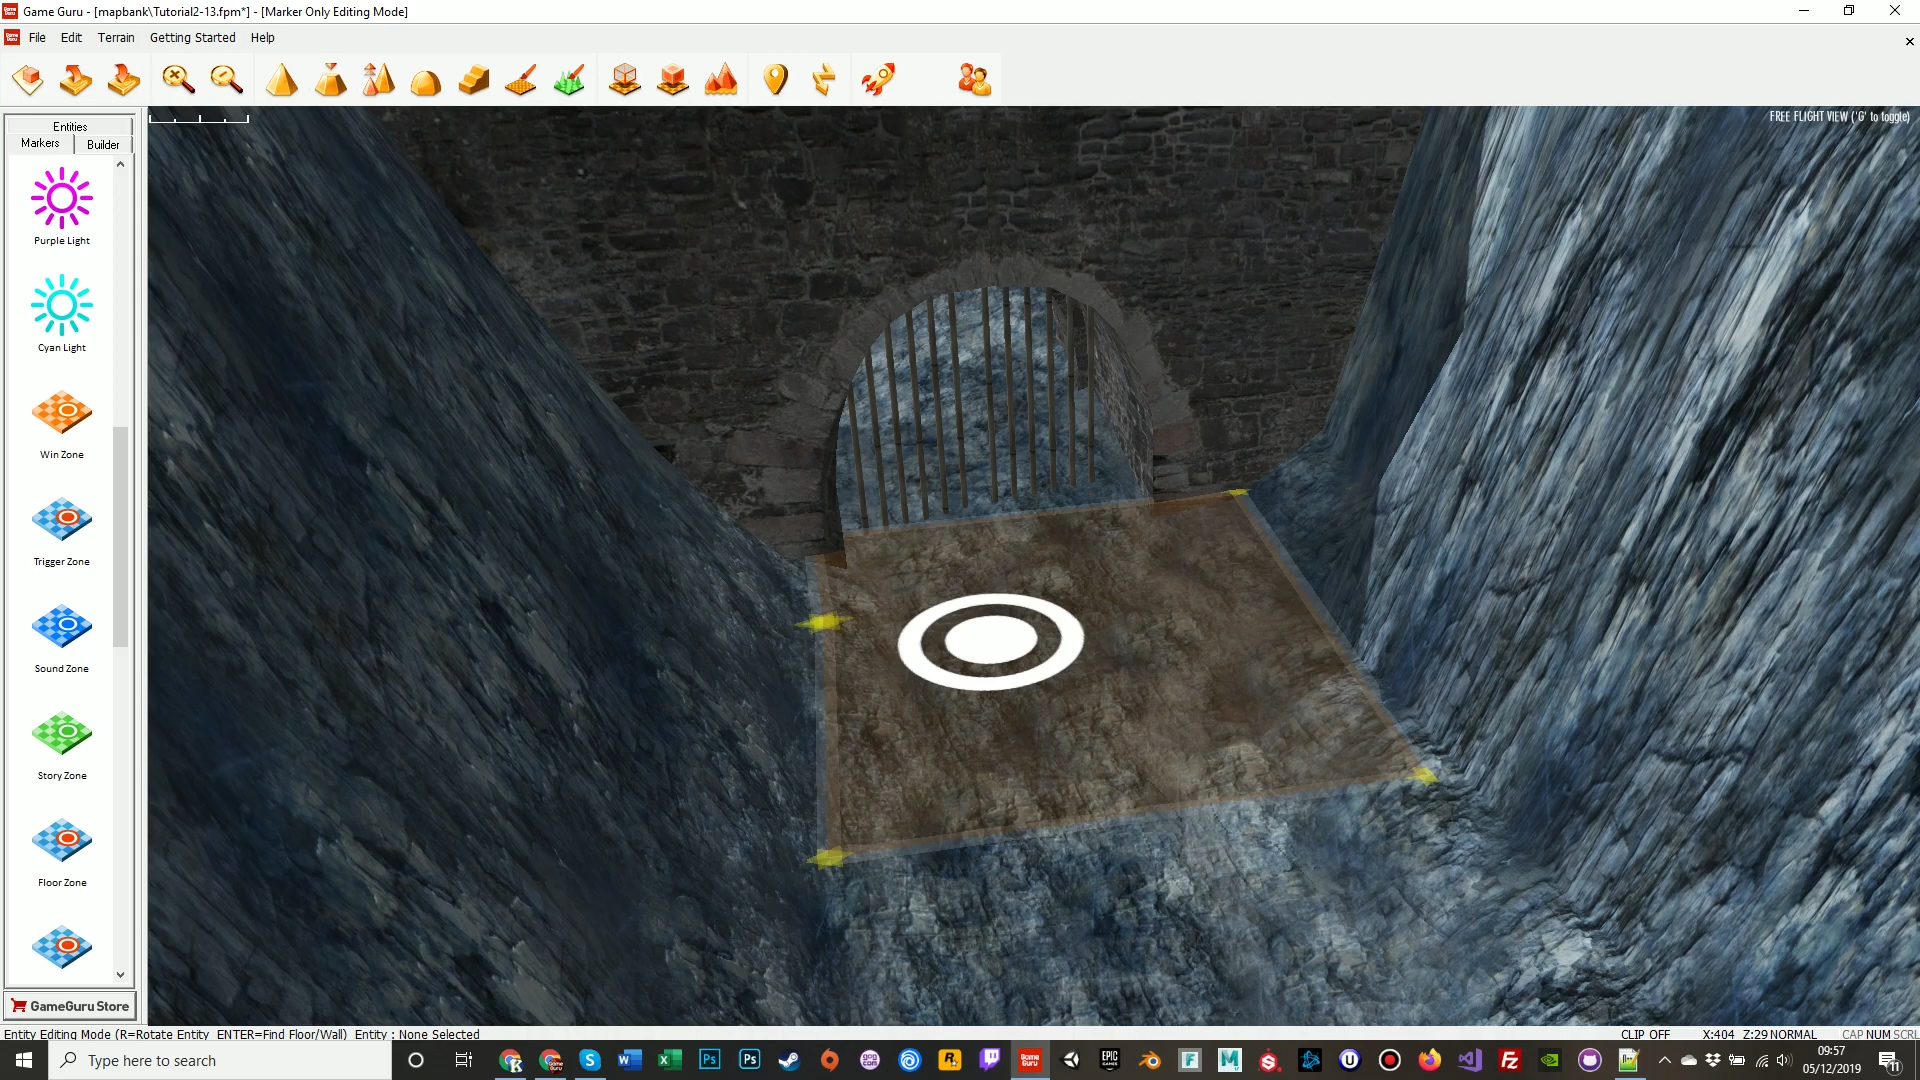 Game Guru - [mapbank\Tutorial2-13.fpm*] - [Marker Only Editing Mode]
File Edit Terrain Getting Started Help
FREE FLIGHT VIEW ('G' to toggle)
Entities
Markers Builder
Purple Light
Cyan Light
Win Zone
Trigger Zone
Sound Zone
Story Zone
Floor Zone
GameGuru Store
Entity Editing Mode (R=Rotate Entity ENTER=Find Floor/Wall) Entity : None Selected
CLIP OFF X:404 Z:29 NORMAL CAP NUM SCRL
Type here to search
09:57
05/12/2019
11